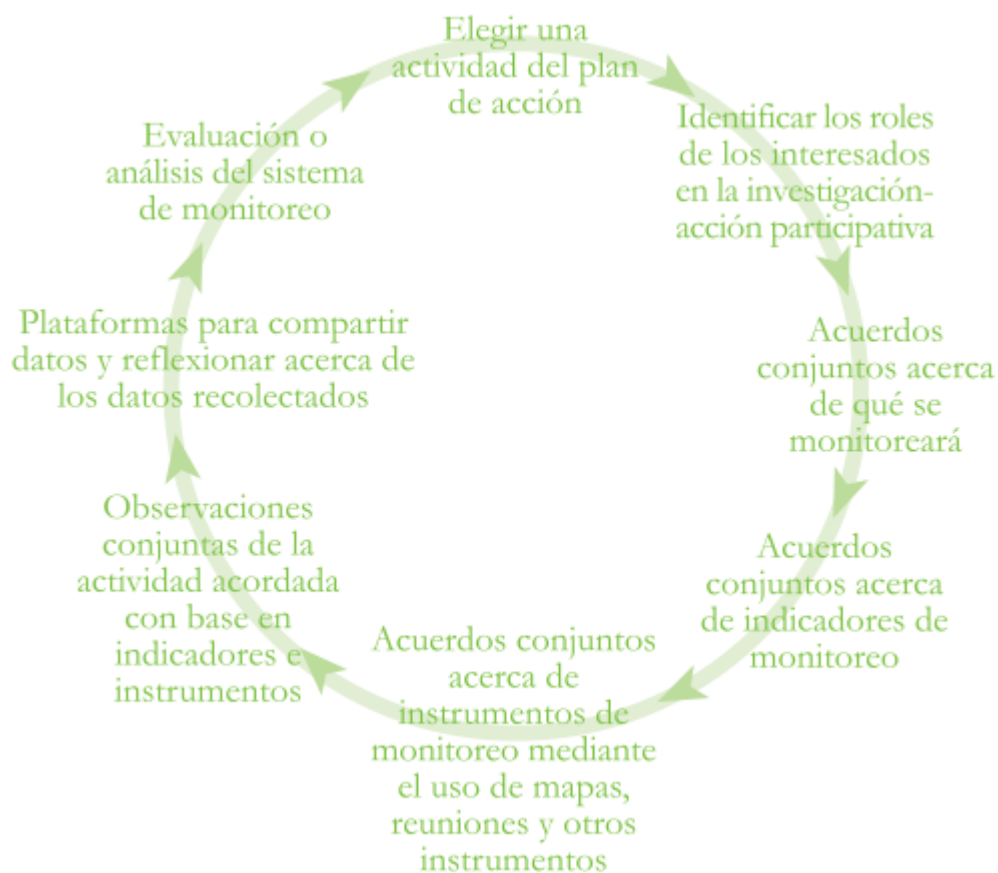 Elegir una
actividad del plan
de acción
Identificar los roles
de los interesados
en la investigación-
acción participativa
Acuerdos
conjuntos acerca
de qué se
monitoreará
Acuerdos
conjuntos acerca
de indicadores de
monitoreo
Acuerdos conjuntos
acerca de
instrumentos de
monitoreo mediante
el uso de mapas,
reuniones y otros
instrumentos
Observaciones
conjuntas de la
actividad acordada
con base en
indicadores e
instrumentos
Plataformas para compartir
datos y reflexionar acerca de
los datos recolectados
Evaluación o
análisis del sistema
de monitoreo